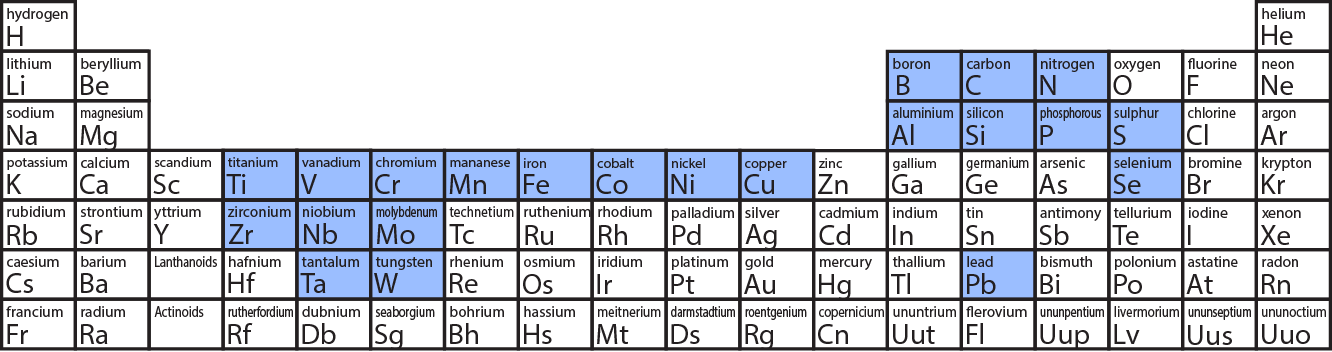 hydrogen helium
H He
lithium beryllium boron carbon nitrogen oxygen fluorine neon
Li Be B C N O F Ne
sodium magnesium aluminium silicon phosphorous sulphur chlorine argon
Na Mg Al Si P S Cl Ar
potassium calcium scandium titanium vanadium chromium mananese iron cobalt nickel copper zinc gallium germanium arsenic selenium bromine krypton
K Ca Sc Ti V Cr Mn Fe Co Ni Cu Zn Ga Ge As Se Br Kr
rubidium strontium yttrium zirconium niobium molybdenum technetium ruthenium rhodium palladium silver cadmium indium tin antimony tellurium iodine xenon
Rb Sr Y Zr Nb Mo Tc Ru Rh Pd Ag Cd In Sn Sb Te I Xe
caesium barium Lanthanoids hafnium tantalum tungsten rhenium osmium iridium platinum gold mercury thallium lead bismuth polonium astatine radon
Cs Ba Hf Ta W Re Os Ir Pt Au Hg Tl Pb Bi Po At Rn
francium radium Actinoids rutherfordium dubnium seaborgium bohrium hassium meitnerium darmstadtium roentgenium copernicium ununtrium flerovium ununpentium livermorium ununseptium ununoctium
Fr Ra Rf Db Sg Bh Hs Mt Ds Rg Cn Uut Fl Uup Lv Uus Uuo